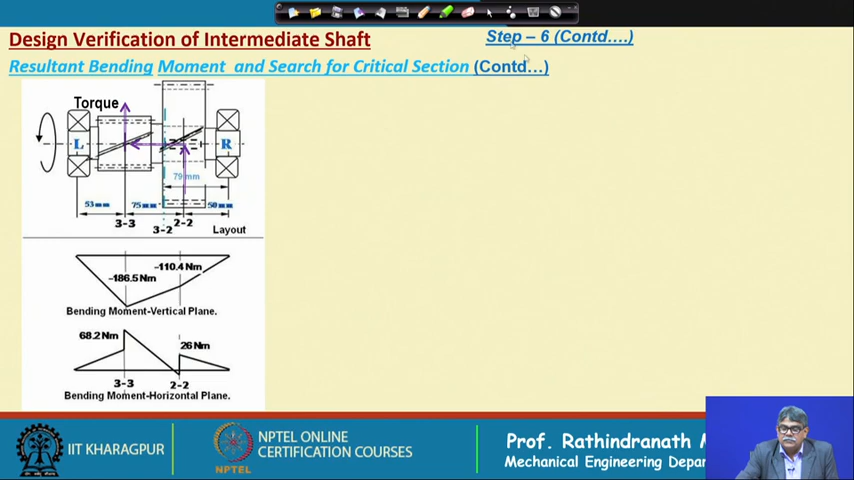 Design Verification of Intermediate Shaft
Step – 6 (Contd....)
Resultant Bending Moment and Search for Critical Section (Contd...)
Torque
L
R
79 mm
53 mm
75 mm
50 mm
3-3
3-2
2-2
Layout
-186.5 Nm
-110.4 Nm
Bending Moment-Vertical Plane.
68.2 Nm
26 Nm
3-3
2-2
Bending Moment-Horizontal Plane.
IIT KHARAGPUR
NPTEL
NPTEL ONLINE
CERTIFICATION COURSES
Prof. Rathindranath
Mechanical Engineering